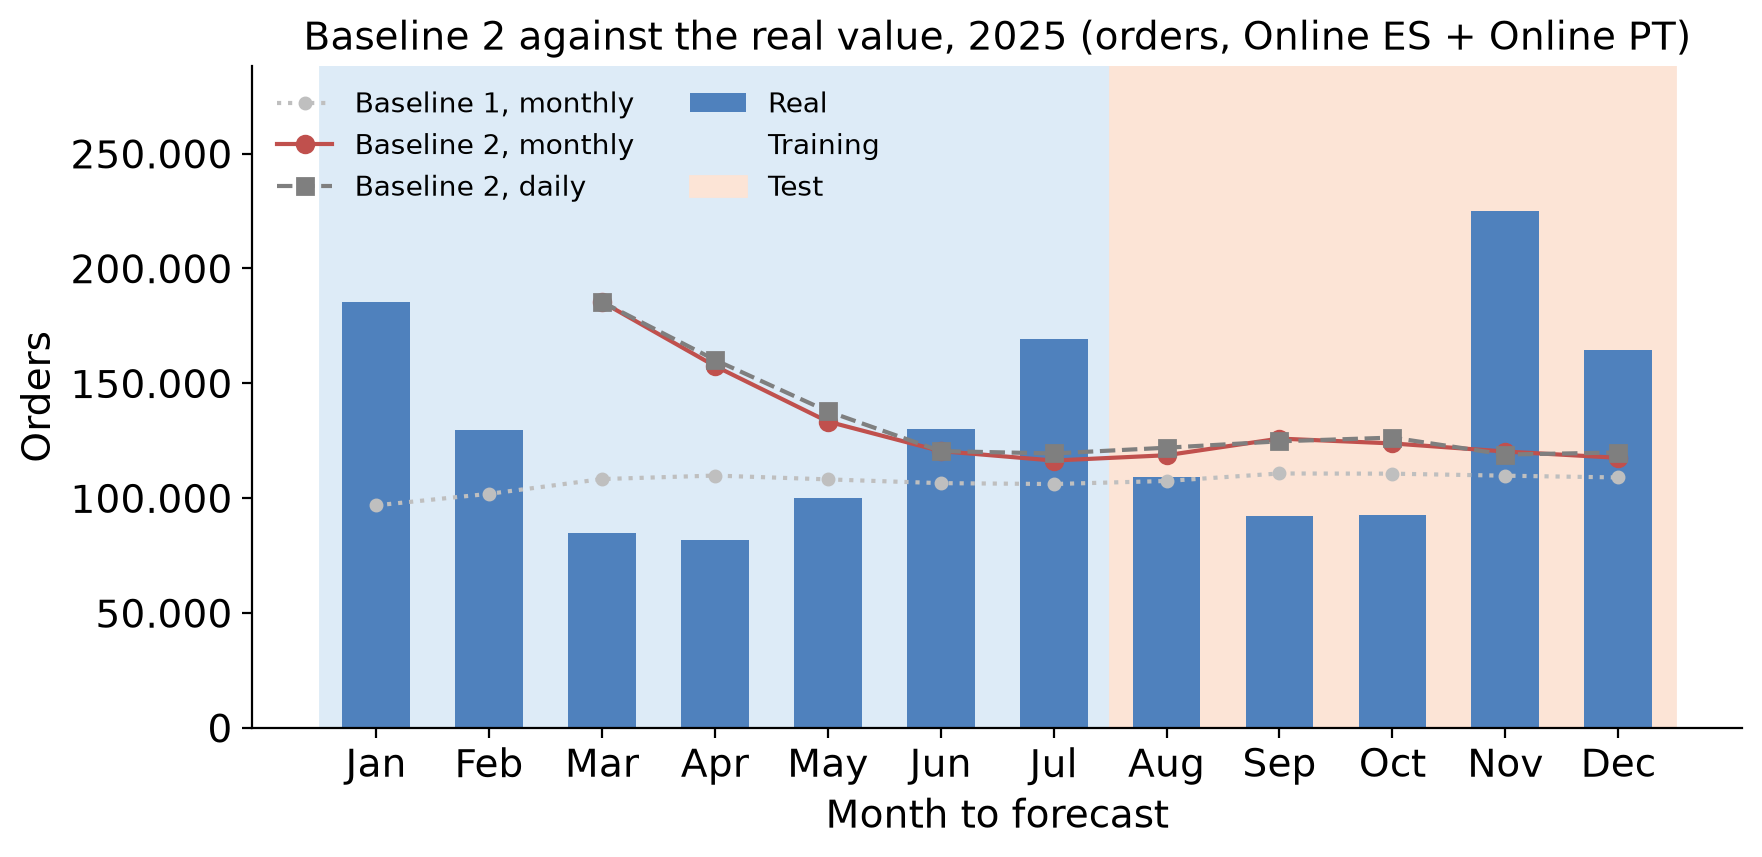 Baseline 2 against the real value, 2025 (orders, Online ES + Online PT)
Baseline 1, monthly
Baseline 2, monthly
Baseline 2, daily
Real
Training
Test
Orders
250.000
200.000
150.000
100.000
50.000
0
Jan Feb Mar Apr May Jun Jul Aug Sep Oct Nov Dec
Month to forecast